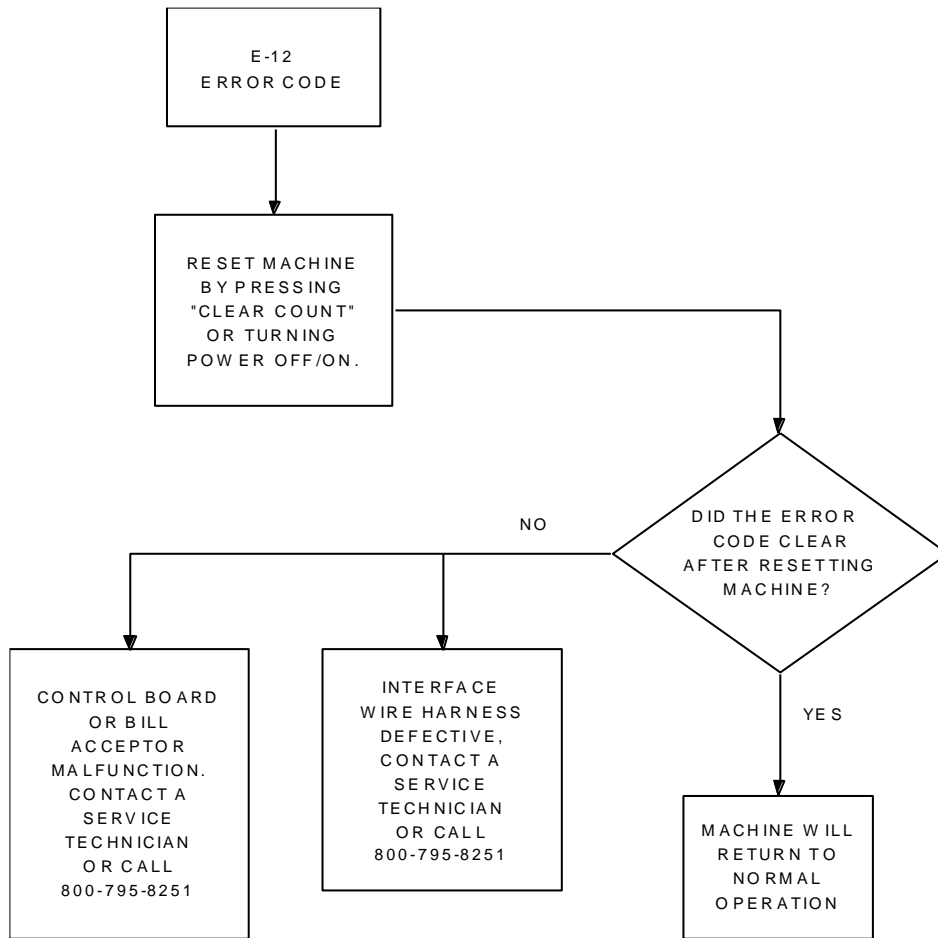 E-12
ERROR CODE
RESET MACHINE
BY PRESSING
"CLEAR COUNT"
OR TURNING
POWER OFF/ON.
DID THE ERROR
CODE CLEAR
AFTER RESETTING
MACHINE?
NO
YES
CONTROL BOARD
OR BILL
ACCEPTOR
MALFUNCTION.
CONTACT A
SERVICE
TECHNICIAN
OR CALL
800-795-8251
INTERFACE
WIRE HARNESS
DEFECTIVE,
CONTACT A
SERVICE
TECHNICIAN
OR CALL
800-795-8251
MACHINE WILL
RETURN TO
NORMAL
OPERATION